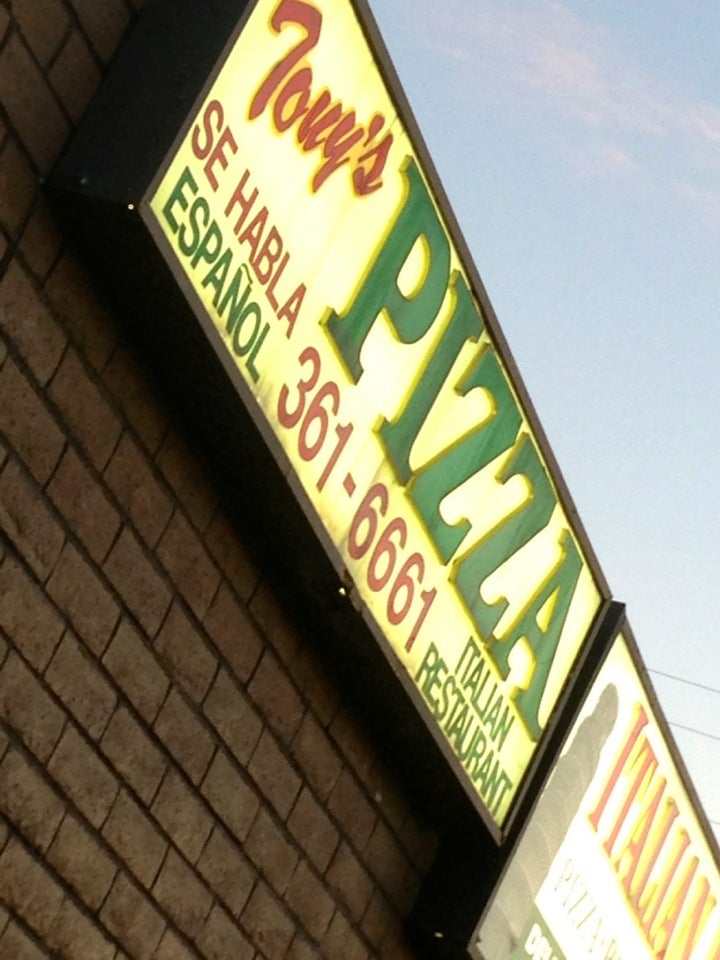 Tony's
PIZZA
SE HABLA
ESPAÑOL
361-6661
ITALIAN
RESTAURANT
ITALIAN
PIZZA